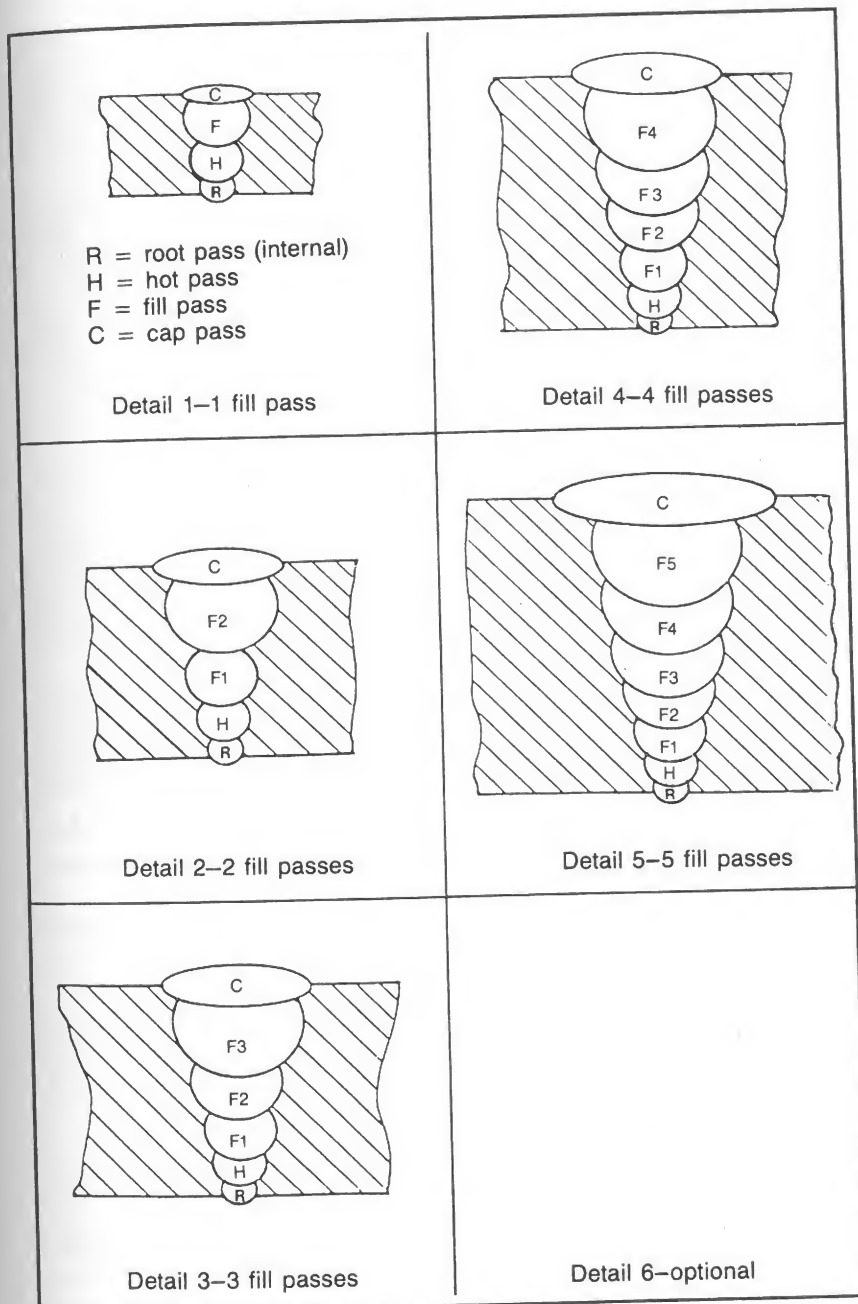 C
F
H
R
R = root pass (internal)
H = hot pass
F = fill pass
C = cap pass
Detail 1–1 fill pass
C
F4
F3
F2
F1
H
R
Detail 4–4 fill passes
C
F2
F1
H
R
Detail 2–2 fill passes
C
F5
F4
F3
F2
F1
H
R
Detail 5–5 fill passes
C
F3
F2
F1
H
R
Detail 3–3 fill passes
Detail 6–optional